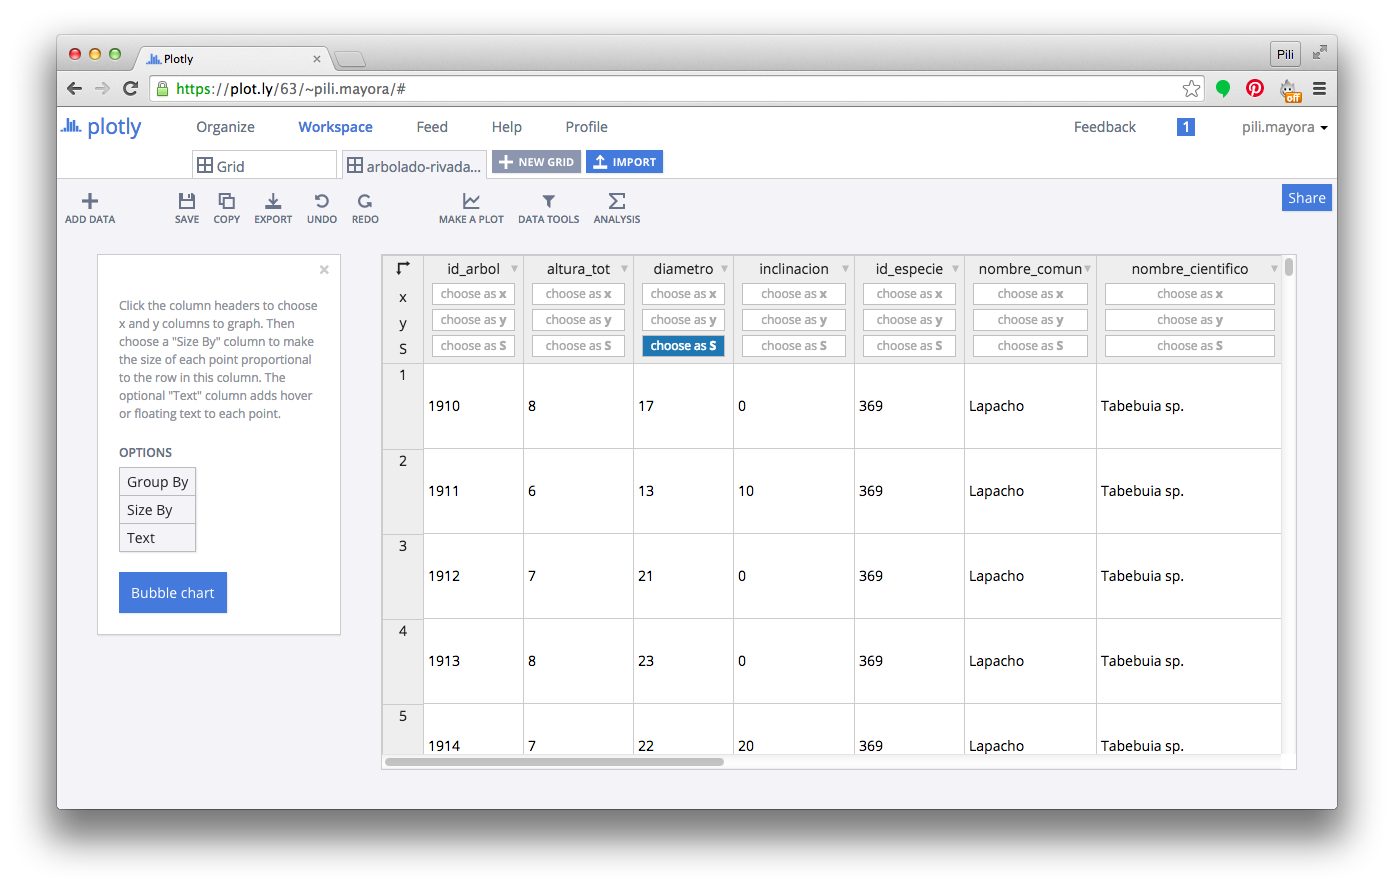 Plotly
Pili
https://plot.ly/63/~pili.mayora/#
off
plotly Organize Workspace Feed Help Profile Feedback 1 pili.mayora
Grid arbolado-rivada... NEW GRID IMPORT
ADD DATA SAVE COPY EXPORT UNDO REDO MAKE A PLOT DATA TOOLS ANALYSIS
Share
Click the column headers to choose
x and y columns to graph. Then
choose a "Size By" column to make
the size of each point proportional
to the row in this column. The
optional "Text" column adds hover
or floating text to each point.
OPTIONS
Group By
Size By
Text
Bubble chart
id_arbol altura_tot diametro inclinacion id_especie nombre_comun nombre_cientifico
x choose as x choose as x choose as x choose as x choose as x choose as x choose as x
y choose as y choose as y choose as y choose as y choose as y choose as y choose as y
S choose as S choose as S choose as S choose as S choose as S choose as S choose as S
1 1910 8 17 0 369 Lapacho Tabebuia sp.
2 1911 6 13 10 369 Lapacho Tabebuia sp.
3 1912 7 21 0 369 Lapacho Tabebuia sp.
4 1913 8 23 0 369 Lapacho Tabebuia sp.
5 1914 7 22 20 369 Lapacho Tabebuia sp.